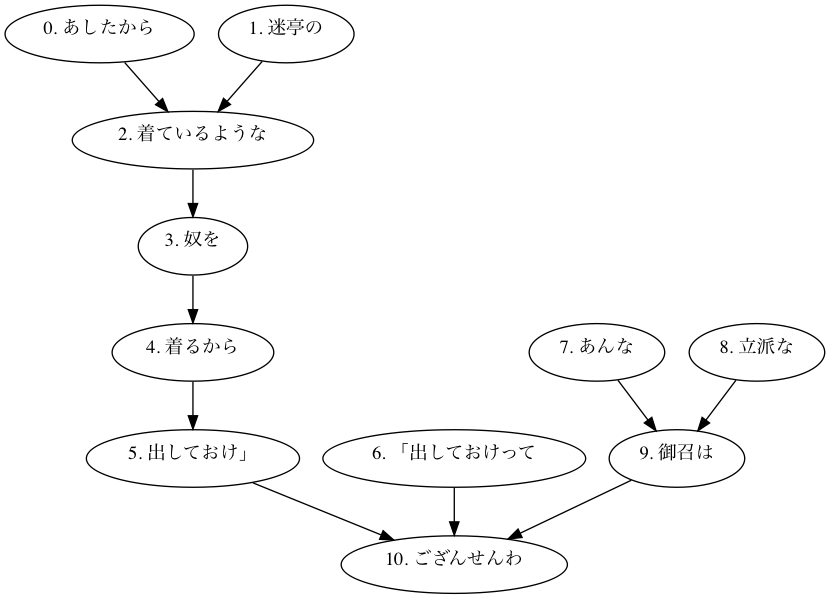 0. あしたから
1. 迷亭の
2. 着ているような
3. 奴を
4. 着るから
5. 出しておけ」
6. 「出しておけって
7. あんな
8. 立派な
9. 御召は
10. ござんせんわ